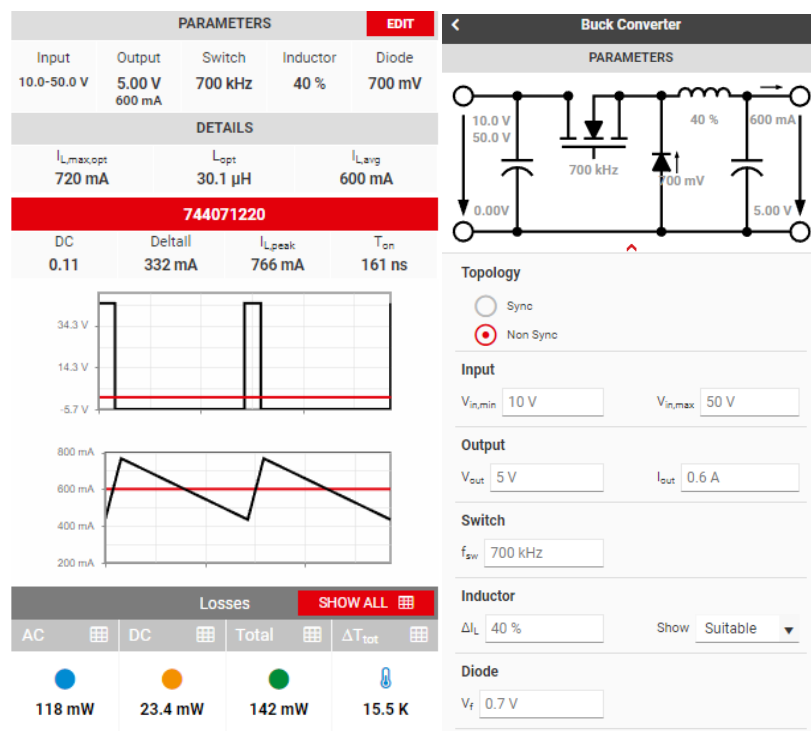 PARAMETERS
EDIT
Input Output Switch Inductor Diode
10.0-50.0 V 5.00 V 700 kHz 40 % 700 mV
600 mA
DETAILS
IL,max,opt Lopt IL,avg
720 mA 30.1 µH 600 mA
744071220
DC DeltaIl IL,peak Ton
0.11 332 mA 766 mA 161 ns
34.3 V
14.3 V
-5.7 V
800 mA
600 mA
400 mA
200 mA
Losses SHOW ALL
AC DC Total ΔTtot
118 mW 23.4 mW 142 mW 15.5 K
Buck Converter
PARAMETERS
10.0 V 40 % 600 mA
50.0 V
700 kHz 700 mV
0.00V 5.00 V
Topology
Sync
Non Sync
Input
Vin,min 10 V Vin,max 50 V
Output
Vout 5 V Iout 0.6 A
Switch
fsw 700 kHz
Inductor
ΔIL 40 % Show Suitable
Diode
Vf 0.7 V